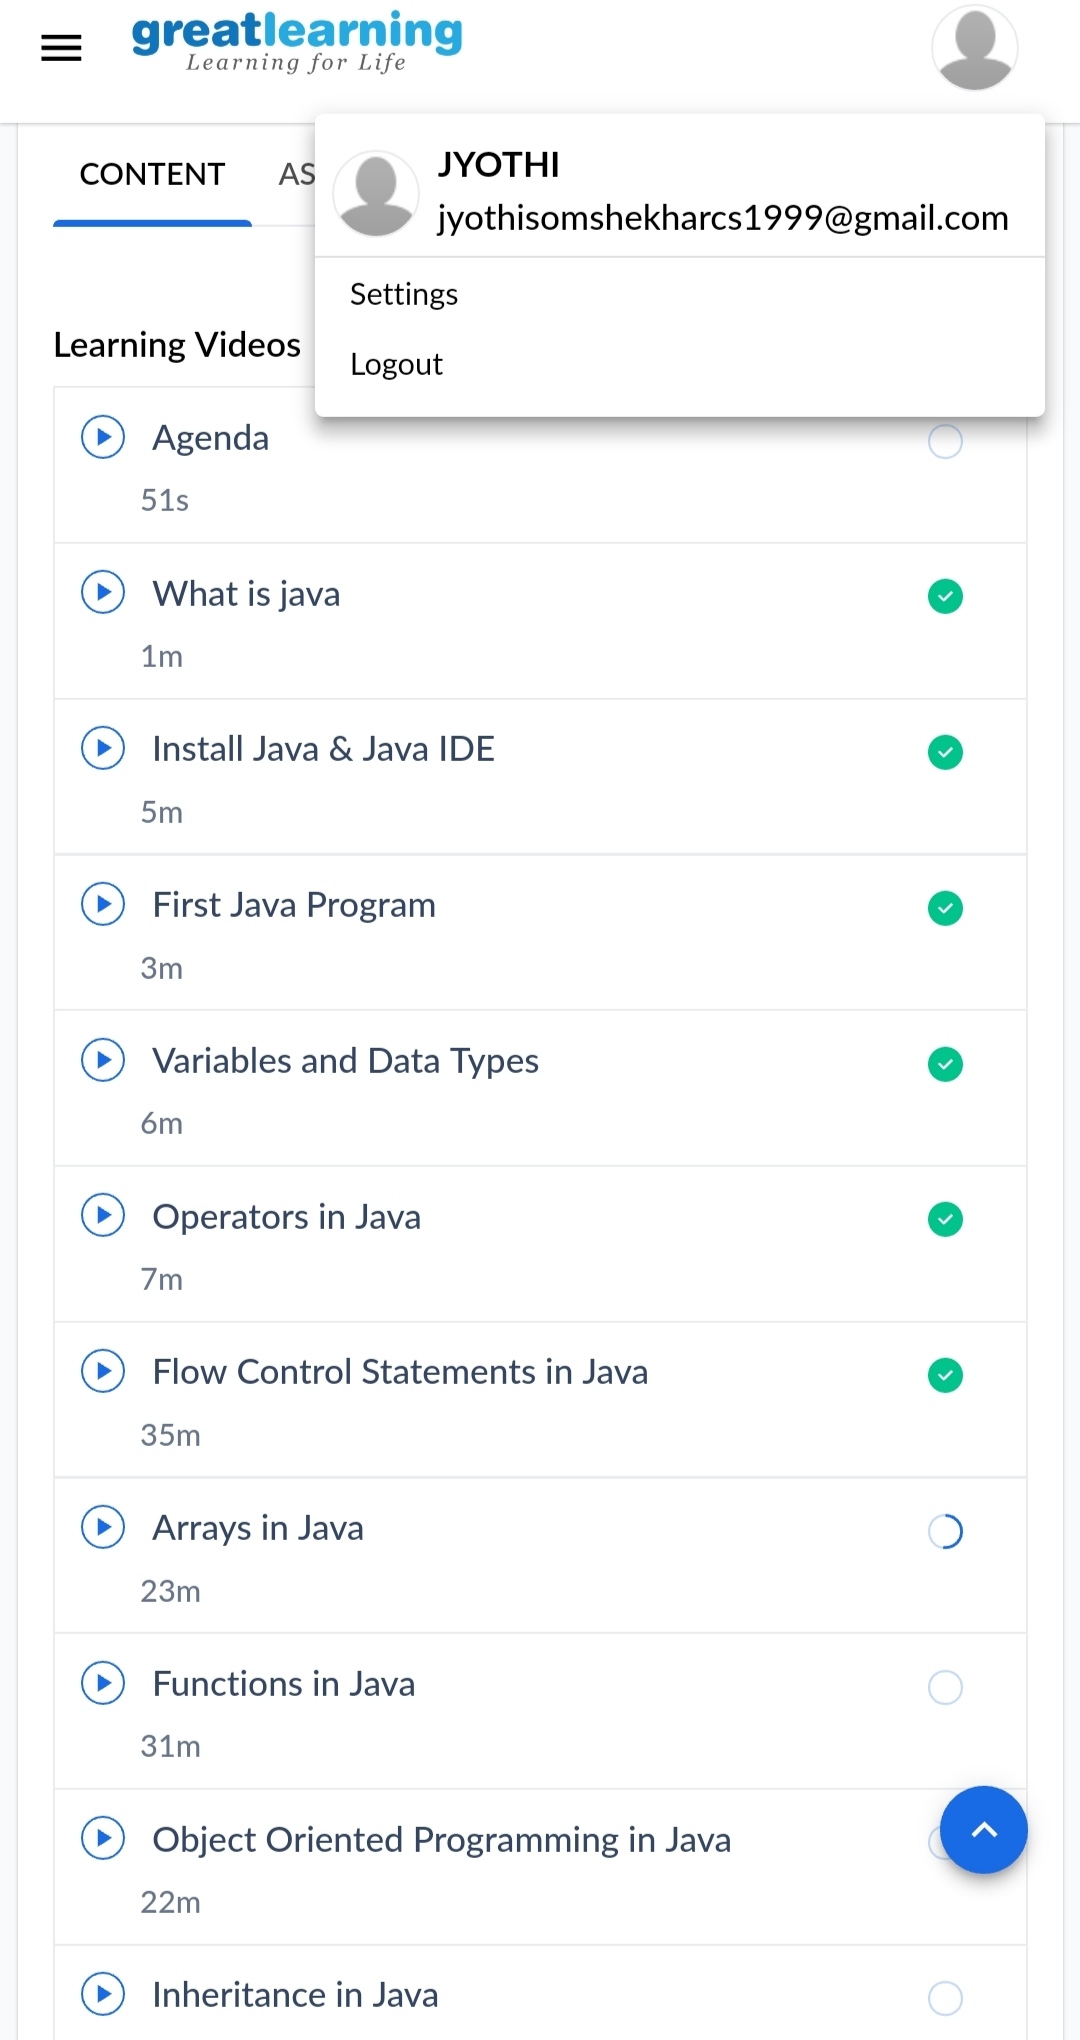 greatlearning
Learning for Life
JYOTHI
jyothisomshekharcs1999@gmail.com
Settings
Logout
CONTENT AS
Learning Videos
Agenda
51s
What is java
1m
Install Java & Java IDE
5m
First Java Program
3m
Variables and Data Types
6m
Operators in Java
7m
Flow Control Statements in Java
35m
Arrays in Java
23m
Functions in Java
31m
Object Oriented Programming in Java
22m
Inheritance in Java